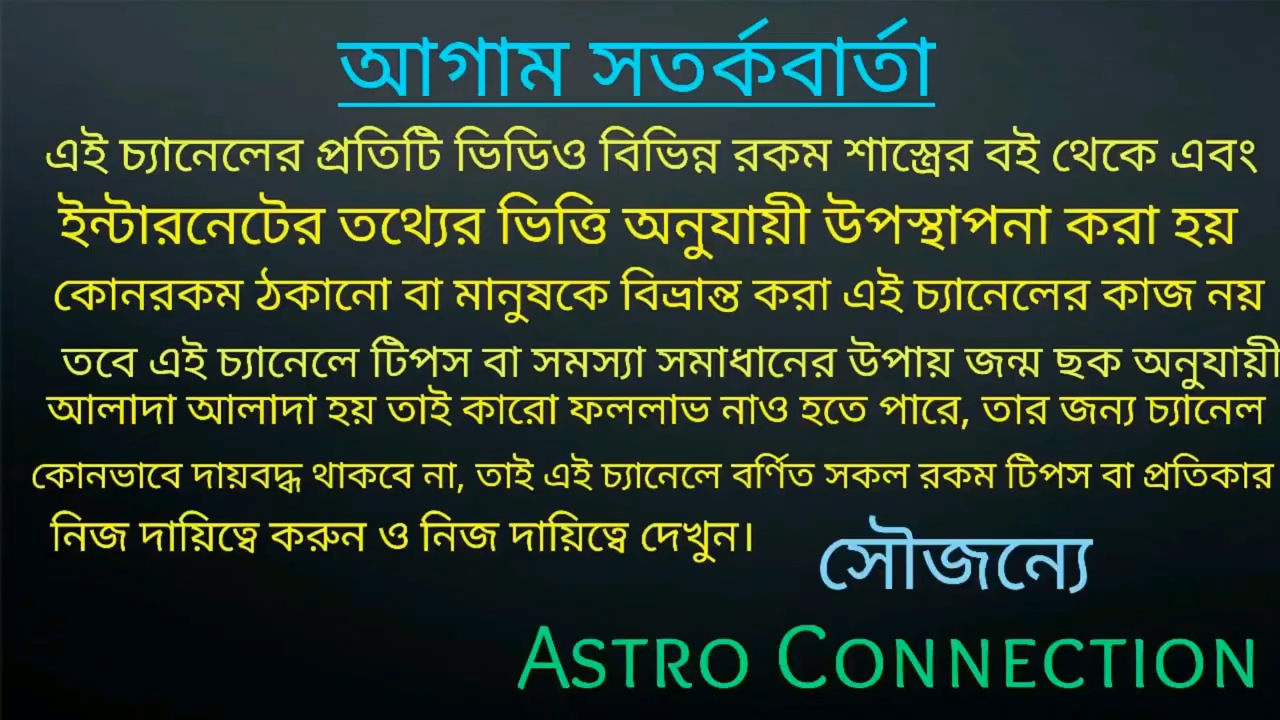 আগাম সতর্কবার্তা
এই চ্যানেলের প্রতিটি ভিডিও বিভিন্ন রকম শাস্ত্রের বই থেকে এবং
ইন্টারনেটের তথ্যের ভিত্তি অনুযায়ী উপস্থাপনা করা হয়
কোনরকম ঠকানো বা মানুষকে বিভ্রান্ত করা এই চ্যানেলের কাজ নয়
তবে এই চ্যানেলে টিপস বা সমস্যা সমাধানের উপায় জন্ম ছক অনুযায়ী
আলাদা আলাদা হয় তাই কারো ফললাভ নাও হতে পারে, তার জন্য চ্যানেল
কোনভাবে দায়বদ্ধ থাকবে না, তাই এই চ্যানেলে বর্ণিত সকল রকম টিপস বা প্রতিকার
নিজ দায়িত্বে করুন ও নিজ দায়িত্বে দেখুন।
সৌজন্যে
ASTRO CONNECTION